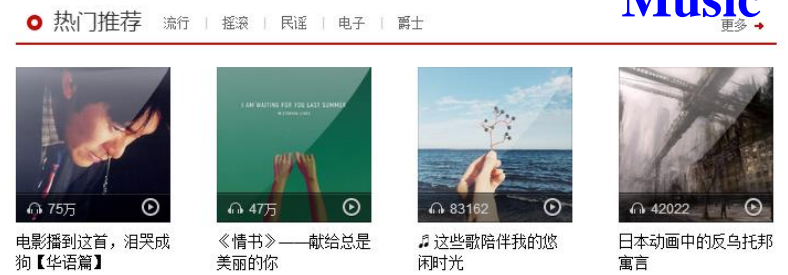 Music
热门推荐 流行 | 摇滚 | 民谣 | 电子 | 爵士 更多
I AM WAITING FOR YOU LAST SUMMER
75万
47万
83162
42022
电影播到这首，泪哭成
狗【华语篇】
《情书》——献给总是
美丽的你
♬ 这些歌陪伴我的悠
闲时光
日本动画中的反乌托邦
寓言